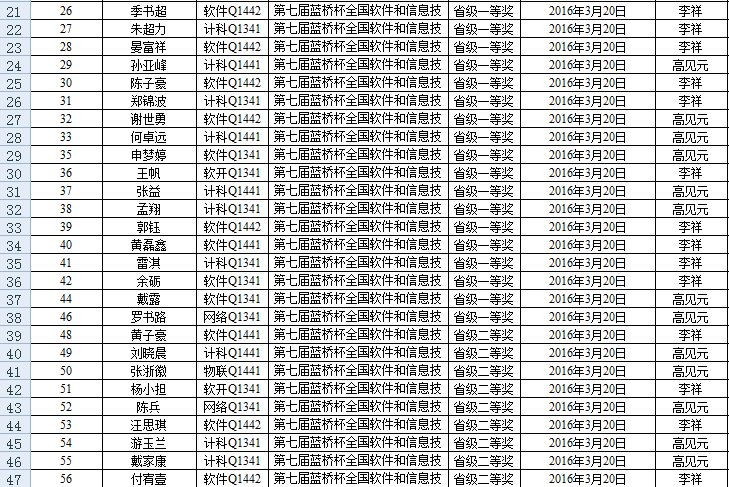 21 26 季书超 软件Q1442 第七届蓝桥杯全国软件和信息技 省级一等奖 2016年3月20日 李祥
22 27 朱超力 计科Q1341 第七届蓝桥杯全国软件和信息技 省级一等奖 2016年3月20日 李祥
23 28 晏富祥 软件Q1442 第七届蓝桥杯全国软件和信息技 省级一等奖 2016年3月20日 李祥
24 29 孙亚峰 计科Q1441 第七届蓝桥杯全国软件和信息技 省级一等奖 2016年3月20日 高见元
25 30 陈子豪 软件Q1442 第七届蓝桥杯全国软件和信息技 省级一等奖 2016年3月20日 李祥
26 31 郑锦波 计科Q1341 第七届蓝桥杯全国软件和信息技 省级一等奖 2016年3月20日 李祥
27 32 谢世勇 软件Q1442 第七届蓝桥杯全国软件和信息技 省级一等奖 2016年3月20日 高见元
28 33 何卓远 计科Q1441 第七届蓝桥杯全国软件和信息技 省级一等奖 2016年3月20日 高见元
29 35 申梦婷 软件Q1341 第七届蓝桥杯全国软件和信息技 省级一等奖 2016年3月20日 高见元
30 36 王帆 软开Q1341 第七届蓝桥杯全国软件和信息技 省级一等奖 2016年3月20日 李祥
31 37 张益 计科Q1441 第七届蓝桥杯全国软件和信息技 省级一等奖 2016年3月20日 高见元
32 38 孟翔 计科Q1341 第七届蓝桥杯全国软件和信息技 省级一等奖 2016年3月20日 高见元
33 39 郭钰 软件Q1442 第七届蓝桥杯全国软件和信息技 省级一等奖 2016年3月20日 李祥
34 40 黄磊鑫 软件Q1441 第七届蓝桥杯全国软件和信息技 省级一等奖 2016年3月20日 李祥
35 41 雷淇 计科Q1341 第七届蓝桥杯全国软件和信息技 省级一等奖 2016年3月20日 李祥
36 42 余砺 软件Q1341 第七届蓝桥杯全国软件和信息技 省级一等奖 2016年3月20日 李祥
37 44 戴露 软件Q1341 第七届蓝桥杯全国软件和信息技 省级一等奖 2016年3月20日 高见元
38 46 罗书路 网络Q1341 第七届蓝桥杯全国软件和信息技 省级一等奖 2016年3月20日 高见元
39 48 黄子豪 软件Q1441 第七届蓝桥杯全国软件和信息技 省级二等奖 2016年3月20日 李祥
40 49 刘晓晨 计科Q1441 第七届蓝桥杯全国软件和信息技 省级二等奖 2016年3月20日 高见元
41 50 张浙徽 物联Q1441 第七届蓝桥杯全国软件和信息技 省级二等奖 2016年3月20日 高见元
42 51 杨小担 软开Q1341 第七届蓝桥杯全国软件和信息技 省级二等奖 2016年3月20日 李祥
43 52 陈兵 网络Q1341 第七届蓝桥杯全国软件和信息技 省级二等奖 2016年3月20日 高见元
44 53 汪思琪 软件Q1442 第七届蓝桥杯全国软件和信息技 省级二等奖 2016年3月20日 李祥
45 54 游玉兰 计科Q1341 第七届蓝桥杯全国软件和信息技 省级二等奖 2016年3月20日 高见元
46 55 戴家康 计科Q1341 第七届蓝桥杯全国软件和信息技 省级二等奖 2016年3月20日 高见元
47 56 付宥壹 软件Q1442 第七届蓝桥杯全国软件和信息技 省级二等奖 2016年3月20日 李祥